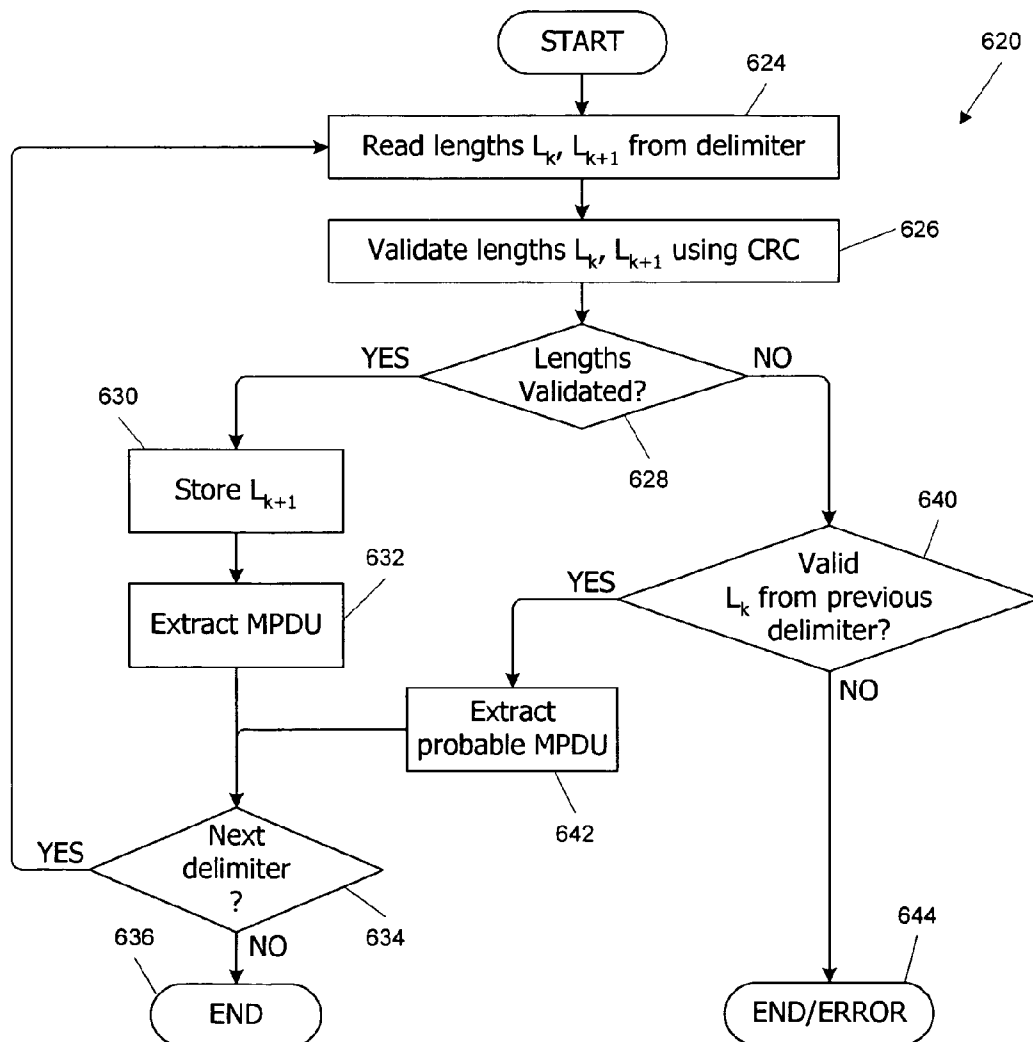 START
620
624
Read lengths Lk, Lk+1 from delimiter
Validate lengths Lk, Lk+1 using CRC
626
YES
Lengths
Validated?
NO
628
630
Store Lk+1
632
Extract MPDU
640
YES
Valid
Lk from previous
delimiter?
NO
Extract
probable MPDU
642
YES
Next
delimiter
?
634
NO
636
END
644
END/ERROR